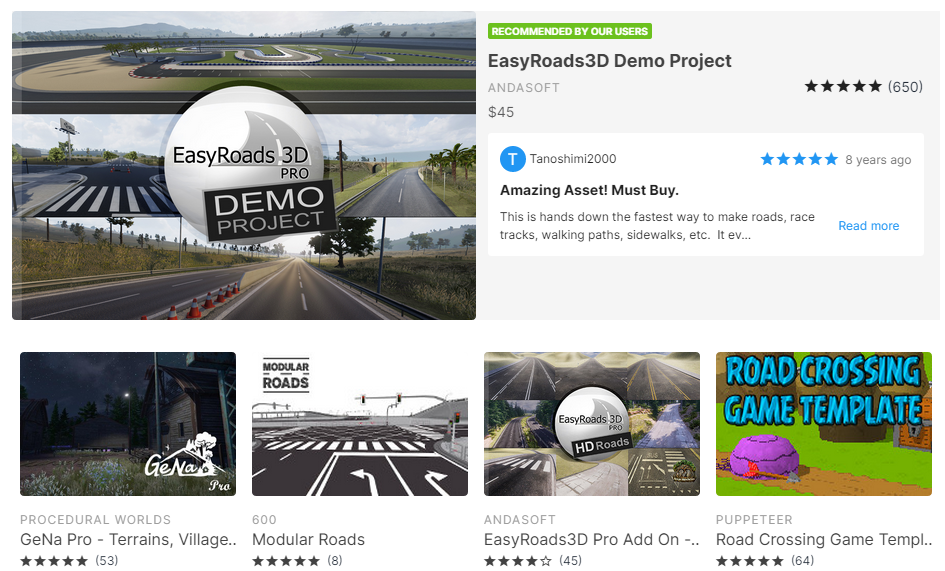 RECOMMENDED BY OUR USERS
EasyRoads3D Demo Project
ANDASOFT
(650)
$45
T
Tanoshimi2000
8 years ago
Amazing Asset! Must Buy.
This is hands down the fastest way to make roads, race
tracks, walking paths, sidewalks, etc. It ev...
Read more
EasyRoads 3D
PRO
DEMO
PROJECT
GeNa
Pro
PROCEDURAL WORLDS
GeNa Pro - Terrains, Village..
(53)
MODULAR
ROADS
600
Modular Roads
(8)
EasyRoads 3D
PRO
HD Roads
ANDASOFT
EasyRoads3D Pro Add On -..
(45)
ROAD CROSSING
GAME TEMPLATE
PUPPETEER
Road Crossing Game Templ..
(64)